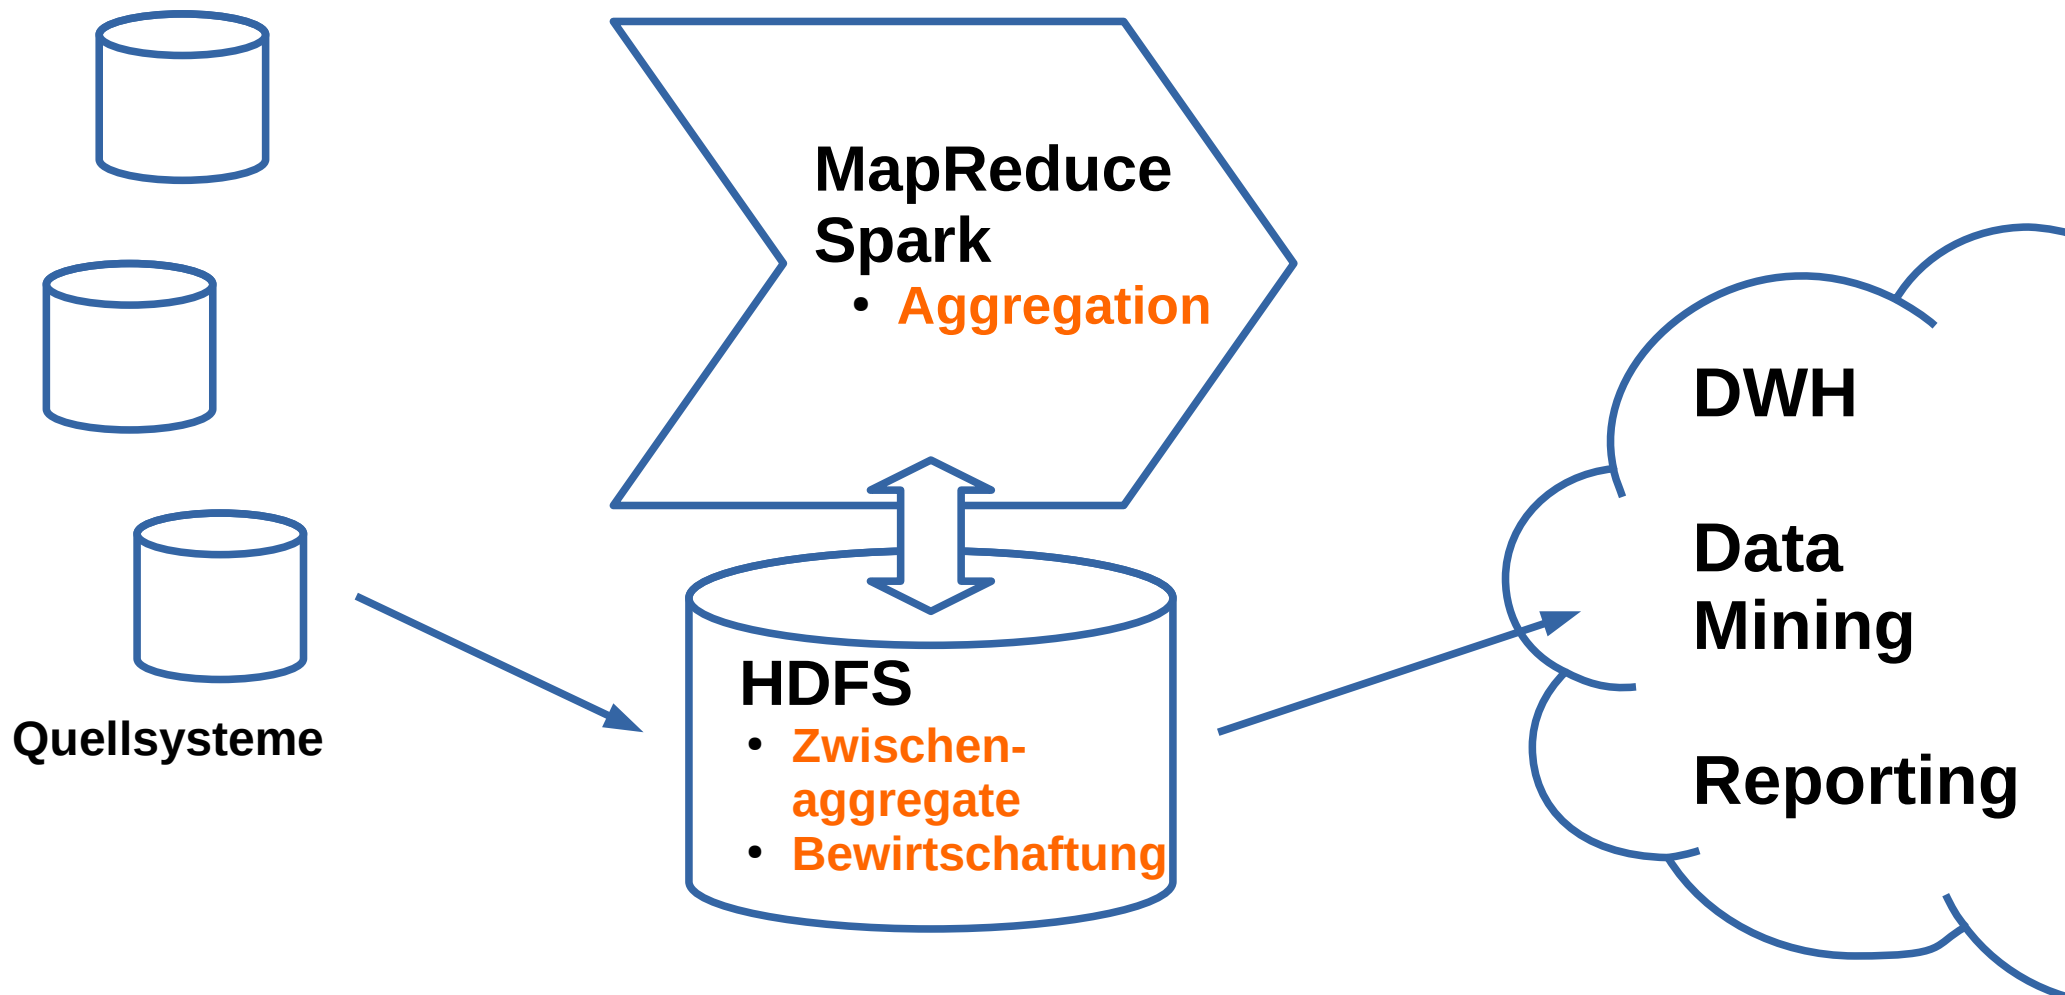 MapReduce
Spark
• Aggregation
DWH
Data
Mining
Reporting
HDFS
• Zwischen-
aggregate
• Bewirtschaftung
Quellsysteme